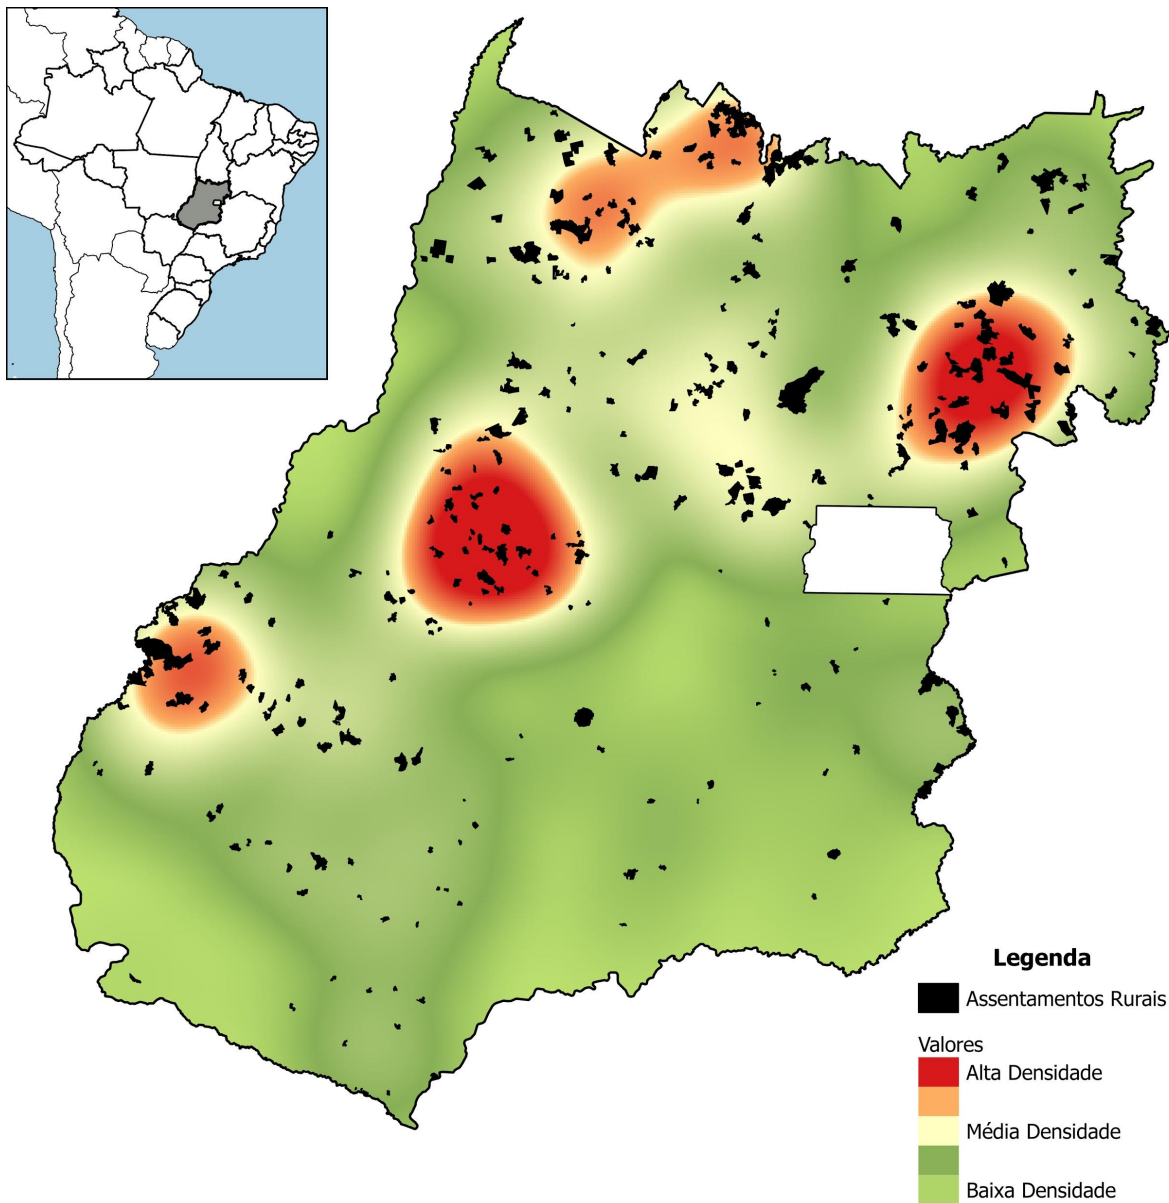 Legenda
Assentamentos Rurais
Valores
Alta Densidade
Média Densidade
Baixa Densidade